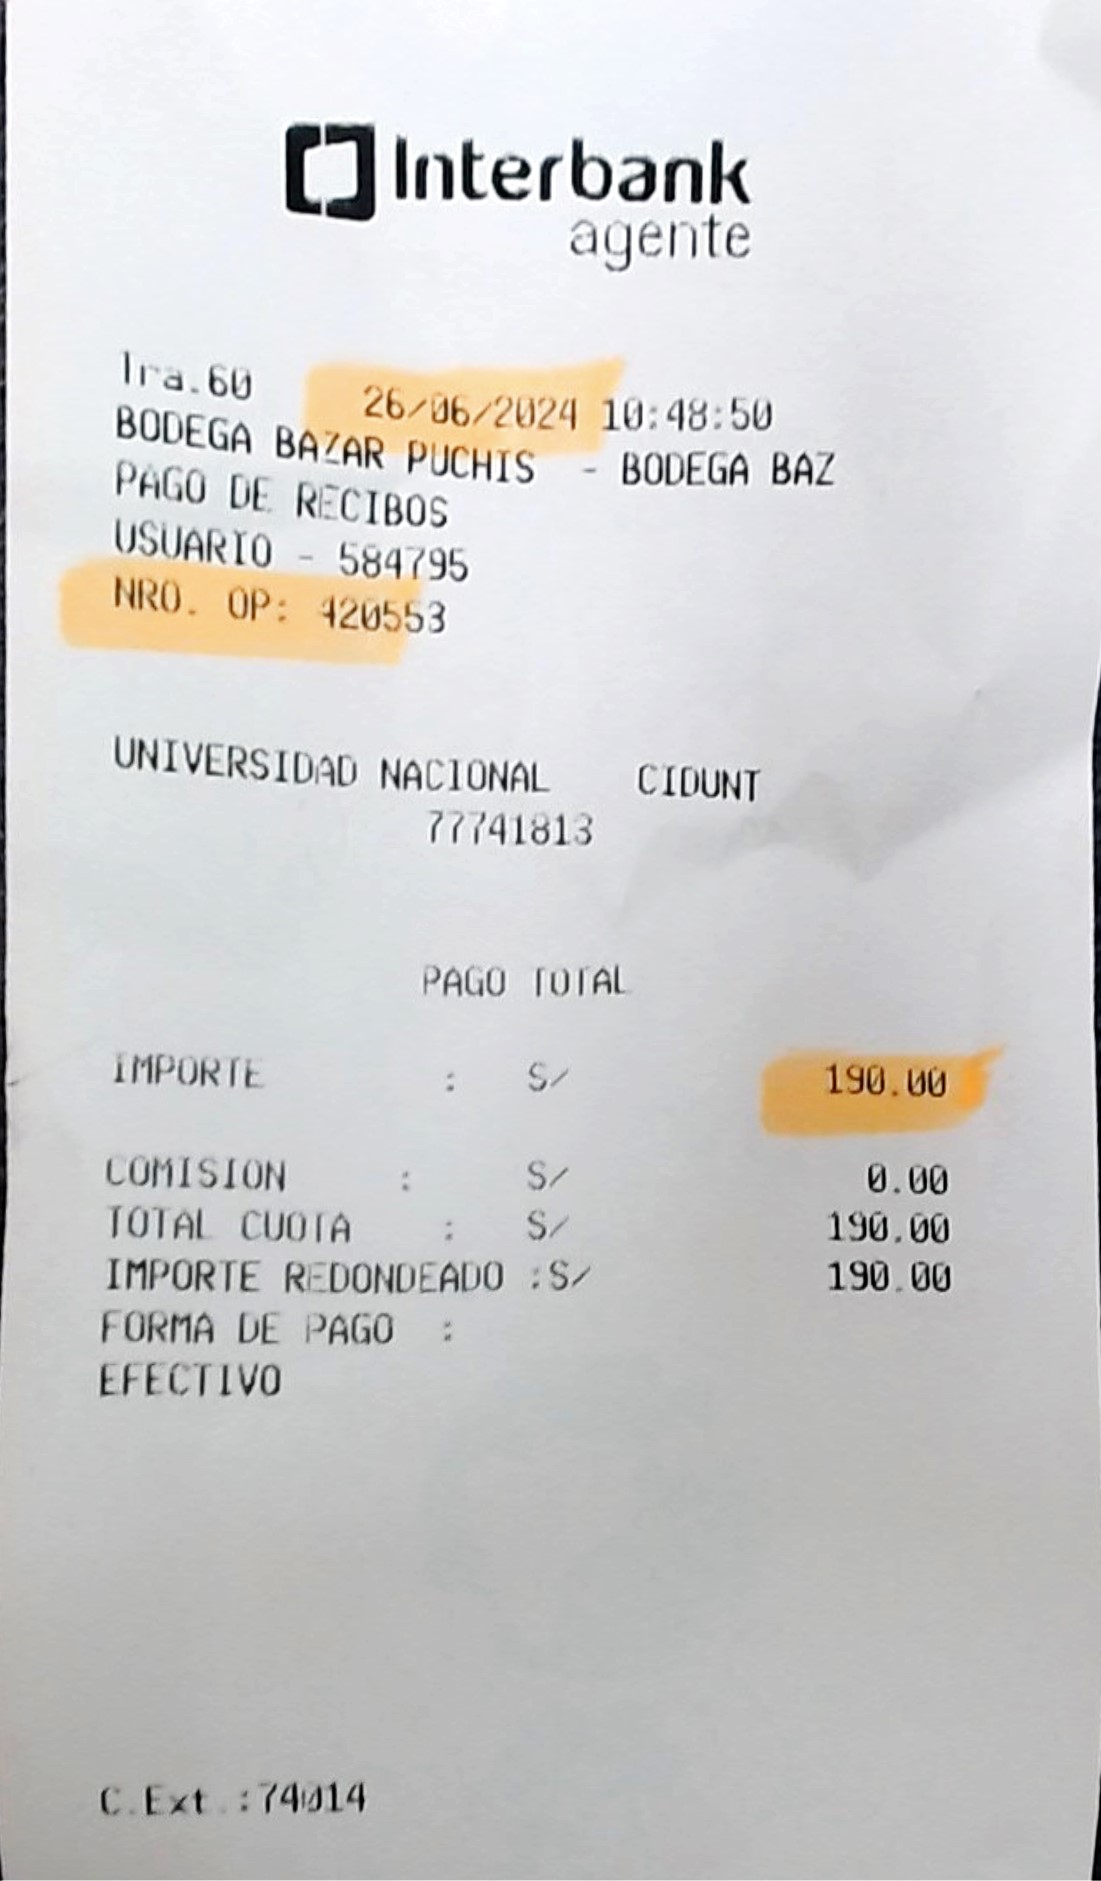 Interbank
agente
Tra.60 26/06/2024 10:48:50
BODEGA BAZAR PUCHIS - BODEGA BAZ
PAGO DE RECIBOS
USUARIO - 584795
NRO. OP: 420553
UNIVERSIDAD NACIONAL CIDUNT
77741813
PAGO TOTAL
IMPORTE : S/ 190.00
COMISION : S/ 0.00
TOTAL CUOTA : S/ 190.00
IMPORTE REDONDEADO :S/ 190.00
FORMA DE PAGO :
EFECTIVO
C.Ext.:74014